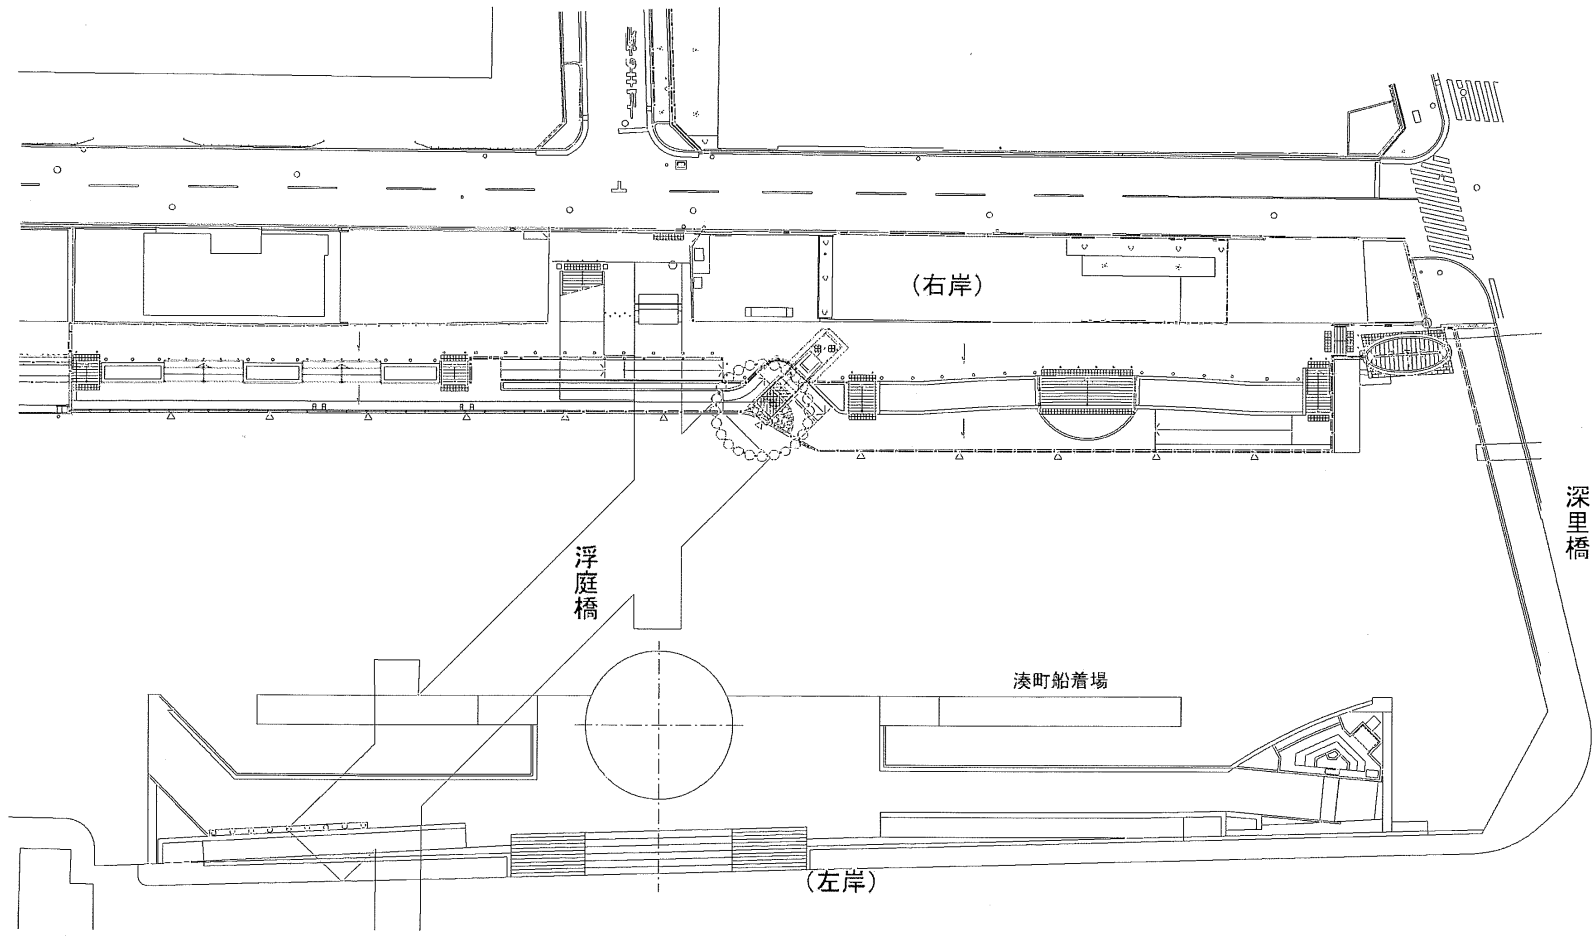 （右岸）
深里橋
浮庭橋
湊町船着場
（左岸）